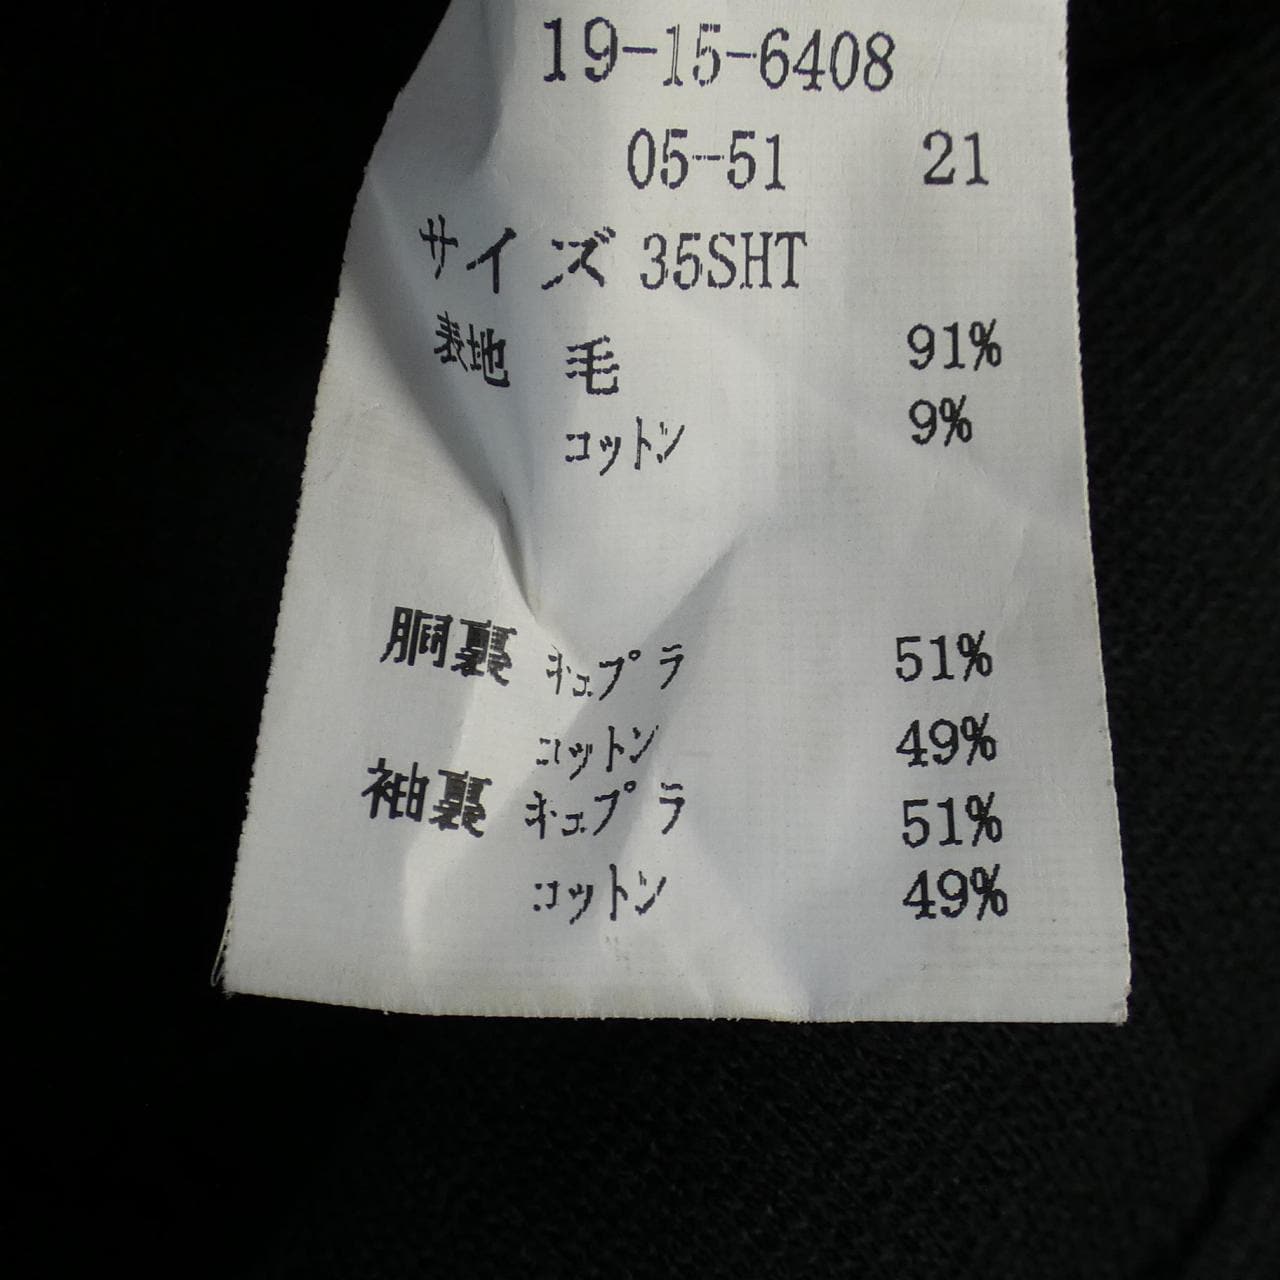 19-15-6408
05-51 21
サイズ 35SHT
表地 毛 91%
コットン 9%
胴裏 キュプラ 51%
コットン 49%
袖裏 キュプラ 51%
コットン 49%